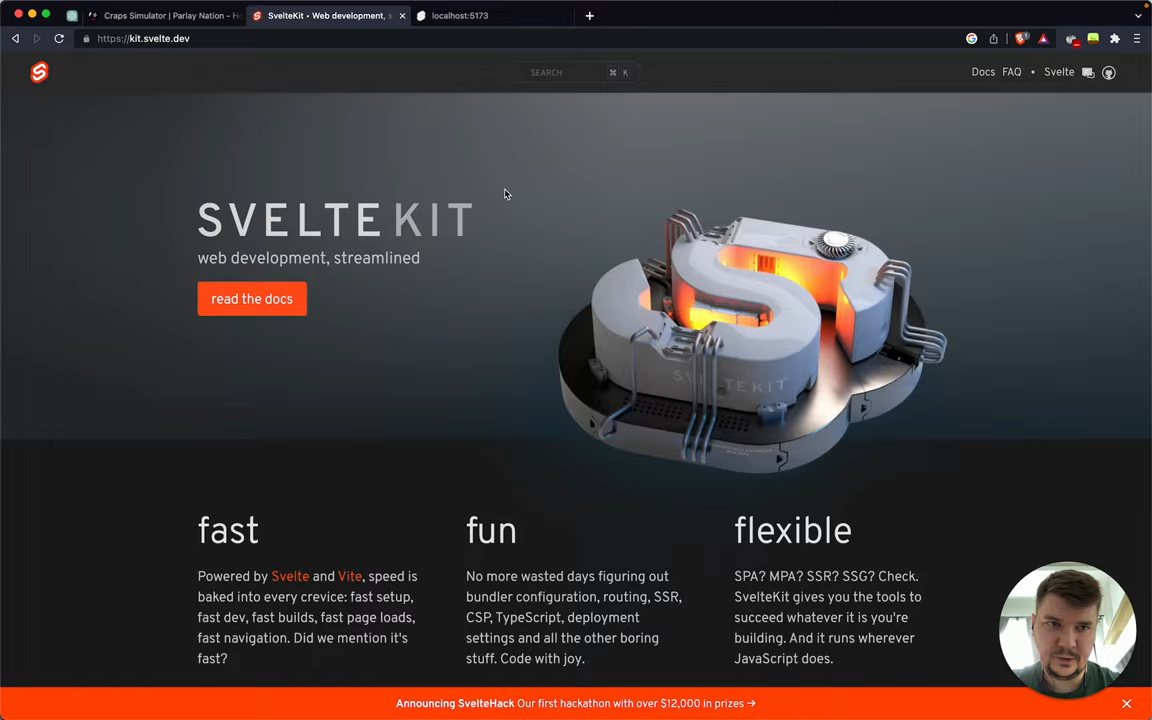 Craps Simulator | Parlay Nation - H
SvelteKit • Web development, s
localhost:5173
https://kit.svelte.dev
1
SEARCH ⌘ K
Docs FAQ • Svelte
SVELTEKIT
web development, streamlined
read the docs
SVELTEKIT
fast
Powered by Svelte and Vite, speed is
baked into every crevice: fast setup,
fast dev, fast builds, fast page loads,
fast navigation. Did we mention it's
fast?
fun
No more wasted days figuring out
bundler configuration, routing, SSR,
CSP, TypeScript, deployment
settings and all the other boring
stuff. Code with joy.
flexible
SPA? MPA? SSR? SSG? Check.
SvelteKit gives you the tools to
succeed whatever it is you're
building. And it runs wherever
JavaScript does.
Announcing SvelteHack Our first hackathon with over $12,000 in prizes →